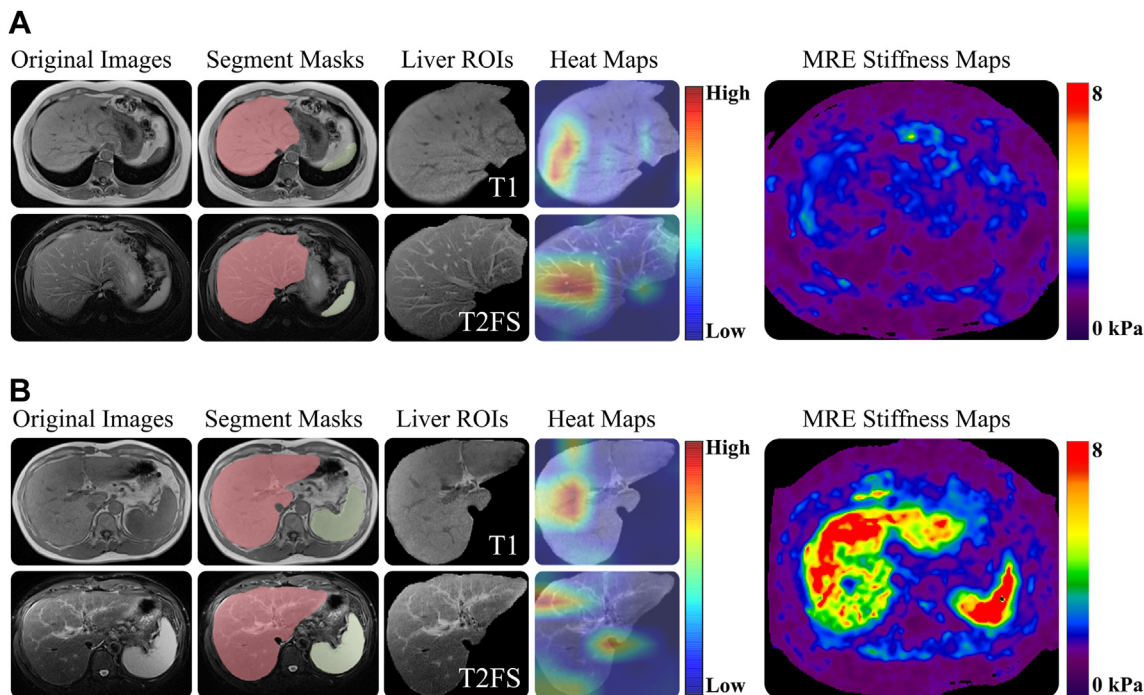 A
Original Images Segment Masks Liver ROIs Heat Maps MRE Stiffness Maps
High
8
T1
T2FS
Low
0 kPa
B
Original Images Segment Masks Liver ROIs Heat Maps MRE Stiffness Maps
High
8
T1
T2FS
Low
0 kPa